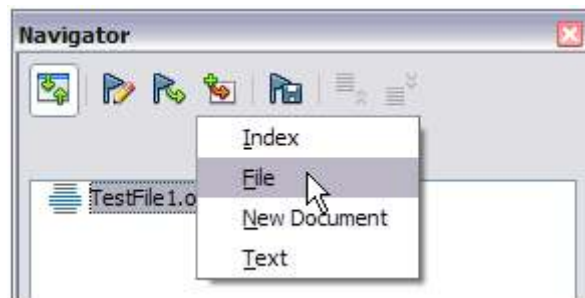 Navigator
Index
File
TestFile1.o
New Document
Text